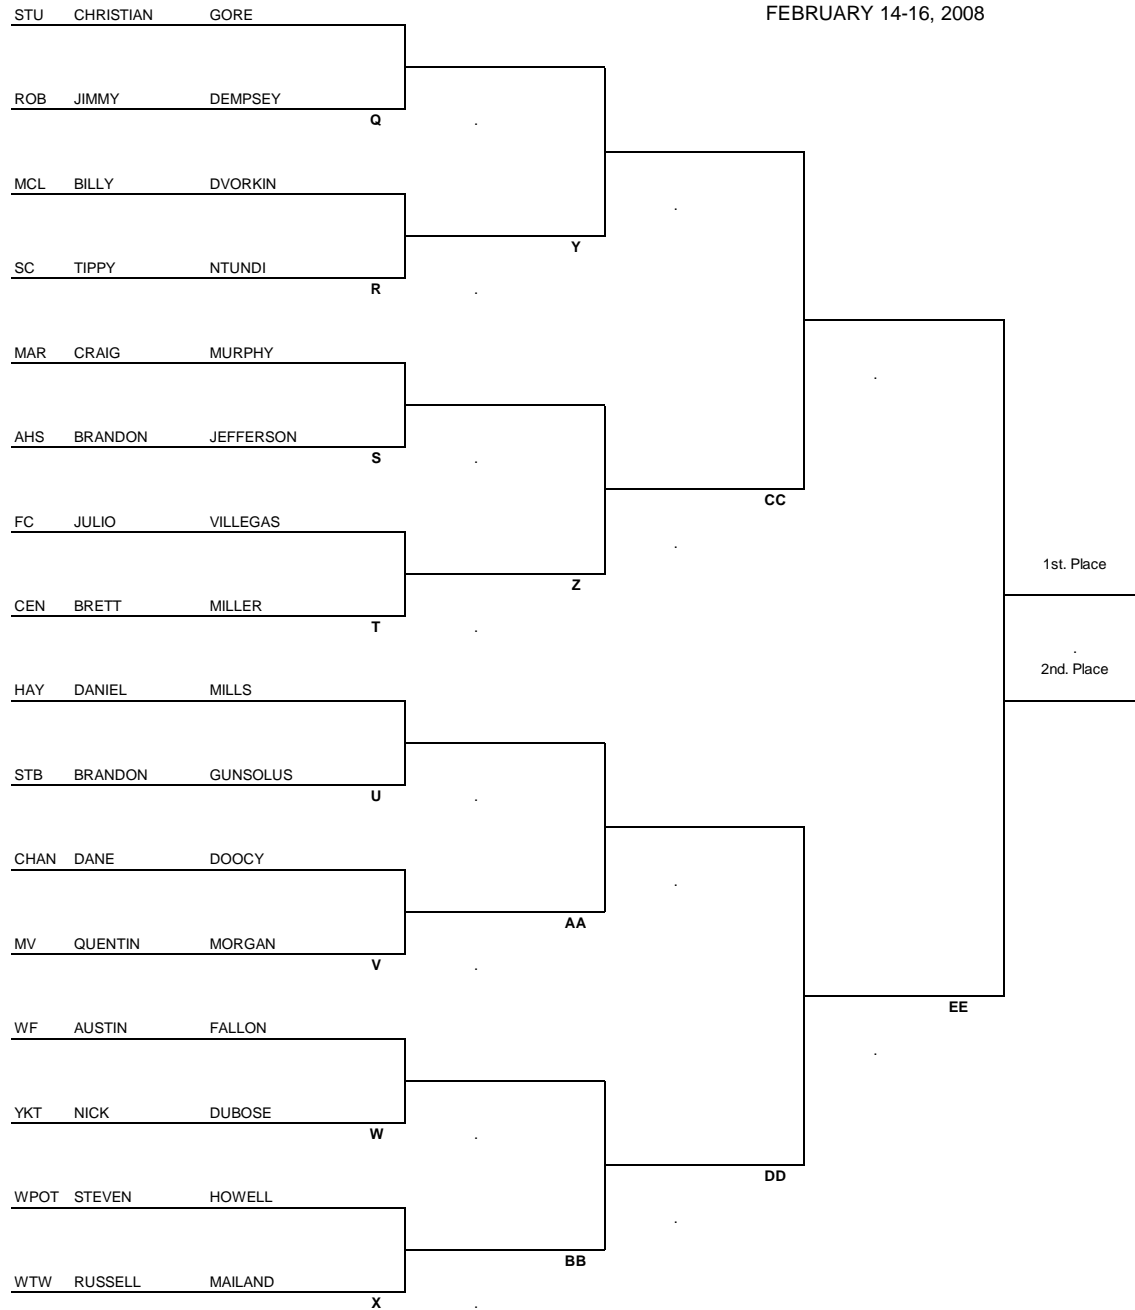 STU CHRISTIAN GORE FEBRUARY 14-16, 2008
ROB JIMMY DEMPSEY
Q
MCL BILLY DVORKIN
Y
SC TIPPY NTUNDI
R
MAR CRAIG MURPHY
AHS BRANDON JEFFERSON
S
CC
FC JULIO VILLEGAS
1st. Place
Z
CEN BRETT MILLER
T
2nd. Place
HAY DANIEL MILLS
STB BRANDON GUNSOLUS
U
CHAN DANE DOOCY
AA
MV QUENTIN MORGAN
V
EE
WF AUSTIN FALLON
YKT NICK DUBOSE
W
DD
WPOT STEVEN HOWELL
BB
WTW RUSSELL MAILAND
X